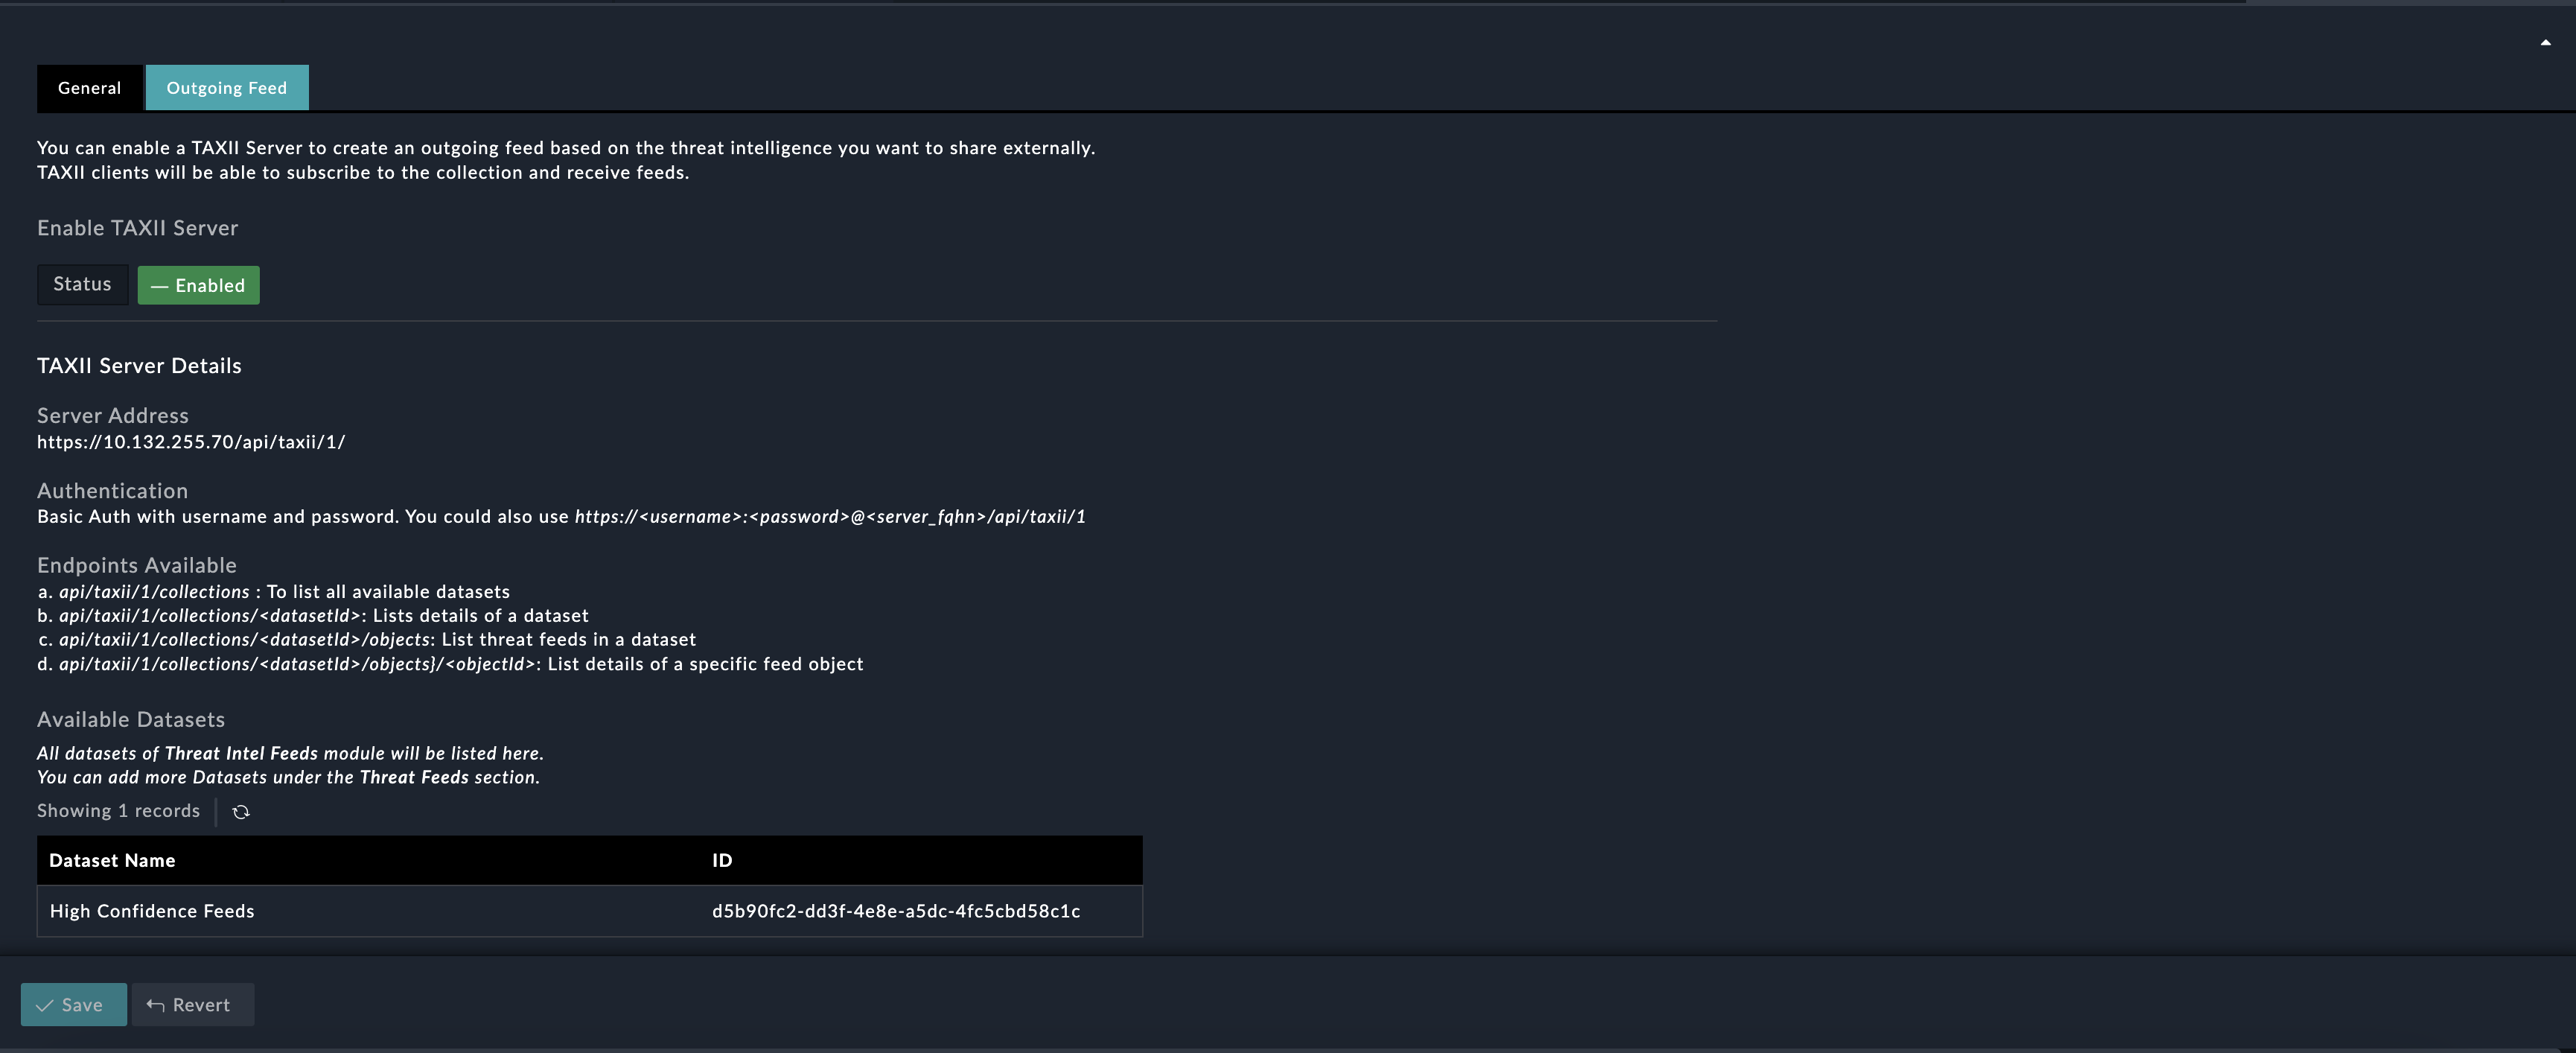 General
Outgoing Feed
You can enable a TAXII Server to create an outgoing feed based on the threat intelligence you want to share externally.
TAXII clients will be able to subscribe to the collection and receive feeds.
Enable TAXII Server
Status
— Enabled
TAXII Server Details
Server Address
https://10.132.255.70/api/taxii/1/
Authentication
Basic Auth with username and password. You could also use https://<username>:<password>@<server_fqhn>/api/taxii/1
Endpoints Available
a. api/taxii/1/collections : To list all available datasets
b. api/taxii/1/collections/<datasetId>: Lists details of a dataset
c. api/taxii/1/collections/<datasetId>/objects: List threat feeds in a dataset
d. api/taxii/1/collections/<datasetId>/objects}/<objectId>: List details of a specific feed object
Available Datasets
All datasets of Threat Intel Feeds module will be listed here.
You can add more Datasets under the Threat Feeds section.
Showing 1 records
Dataset Name ID
High Confidence Feeds d5b90fc2-dd3f-4e8e-a5dc-4fc5cbd58c1c
Save
Revert